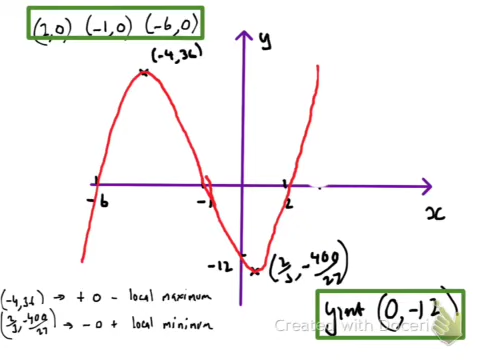 (2,0) (-1,0) (-6,0)
y
(-4,36)
-6
-1
2
x
-12
(2/3, -400/27)
(-4,36) → + 0 - local maximum
(2/3, -400/27) → - 0 + local minimum
yint (0,-12)
Created with Doceri